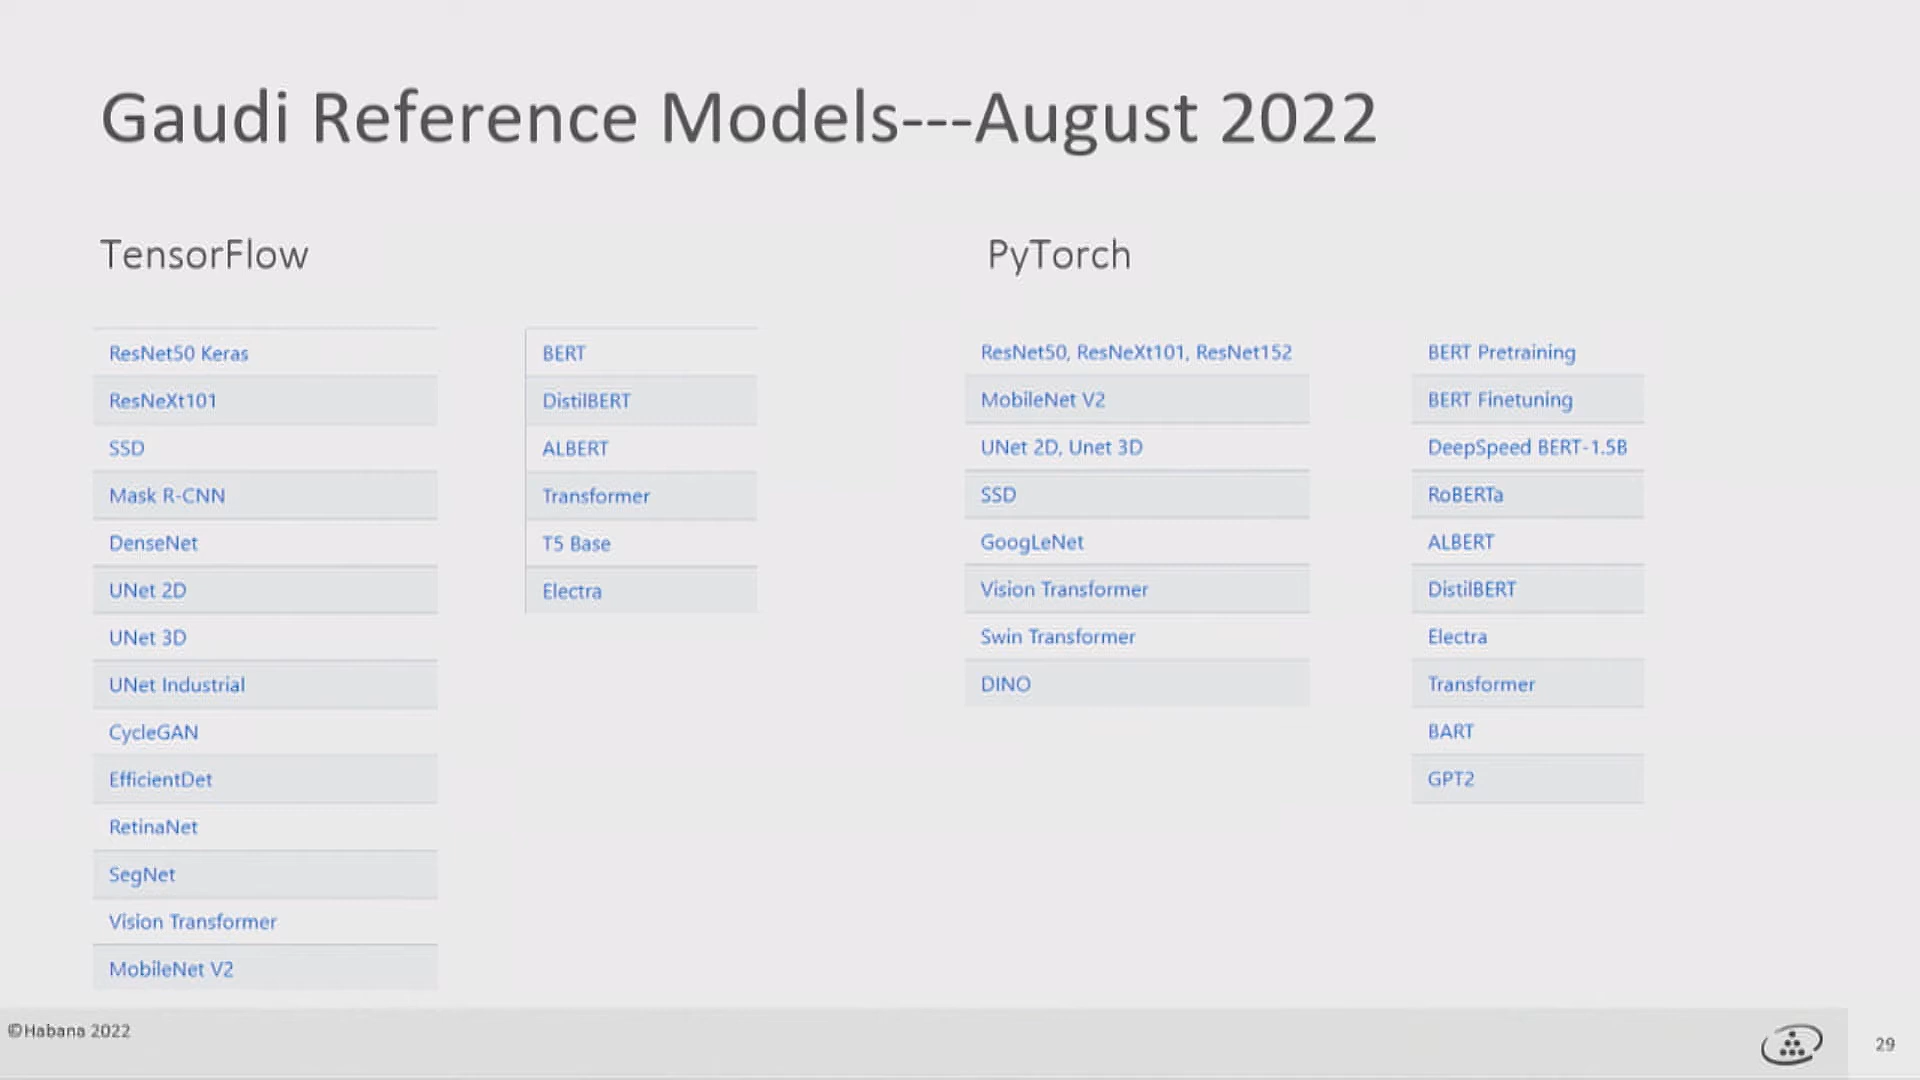 Gaudi Reference Models---August 2022
TensorFlow
ResNet50 Keras
ResNeXt101
SSD
Mask R-CNN
DenseNet
UNet 2D
UNet 3D
UNet Industrial
CycleGAN
EfficientDet
RetinaNet
SegNet
Vision Transformer
MobileNet V2
BERT
DistilBERT
ALBERT
Transformer
T5 Base
Electra
PyTorch
ResNet50, ResNeXt101, ResNet152
MobileNet V2
UNet 2D, Unet 3D
SSD
GoogLeNet
Vision Transformer
Swin Transformer
DINO
BERT Pretraining
BERT Finetuning
DeepSpeed BERT-1.5B
RoBERTa
ALBERT
DistilBERT
Electra
Transformer
BART
GPT2
©Habana 2022
29